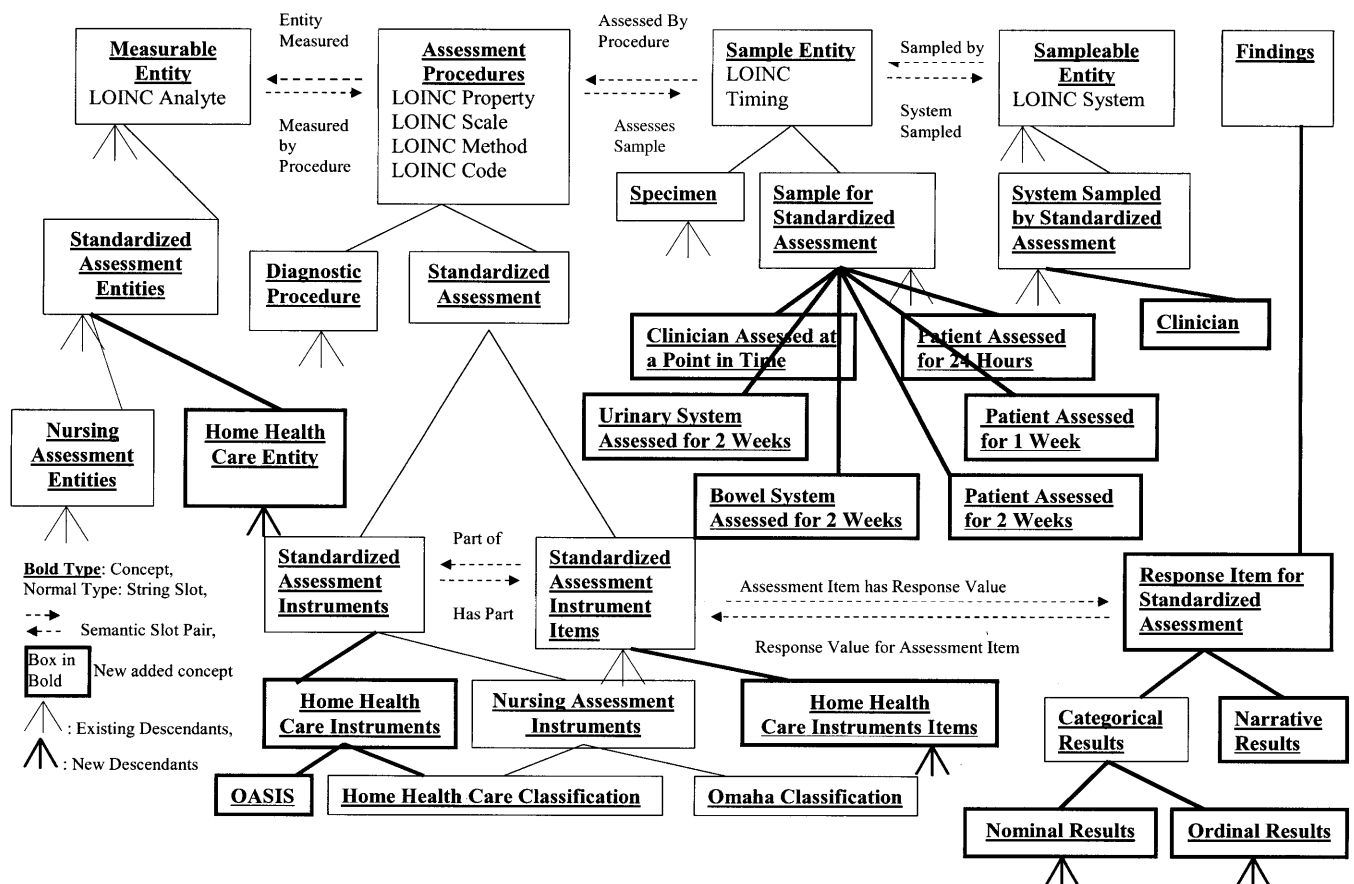 Measurable
Entity
LOINC Analyte
Entity
Measured
Measured
by
Procedure
Assessment
Procedures
LOINC Property
LOINC Scale
LOINC Method
LOINC Code
Assessed By
Procedure
Assesses
Sample
Sample Entity
LOINC
Timing
Sampled by
System
Sampled
Sampleable
Entity
LOINC System
Findings
Specimen
Sample for
Standardized
Assessment
System Sampled
by Standardized
Assessment
Standardized
Assessment
Entities
Diagnostic
Procedure
Standardized
Assessment
Clinician
Clinician Assessed at
a Point in Time
Patient Assessed
for 24 Hours
Urinary System
Assessed for 2 Weeks
Patient Assessed
for 1 Week
Nursing
Assessment
Entities
Home Health
Care Entity
Bowel System
Assessed for 2 Weeks
Patient Assessed
for 2 Weeks
Bold Type: Concept,
Normal Type: String Slot,
Semantic Slot Pair,
Box in
Bold
New added concept
: Existing Descendants,
: New Descendants
Standardized
Assessment
Instruments
Part of
Has Part
Standardized
Assessment
Instrument
Items
Assessment Item has Response Value
Response Value for Assessment Item
Response Item for
Standardized
Assessment
Home Health
Care Instruments
Nursing Assessment
Instruments
Home Health
Care Instruments Items
Categorical
Results
Narrative
Results
OASIS
Home Health Care Classification
Omaha Classification
Nominal Results
Ordinal Results